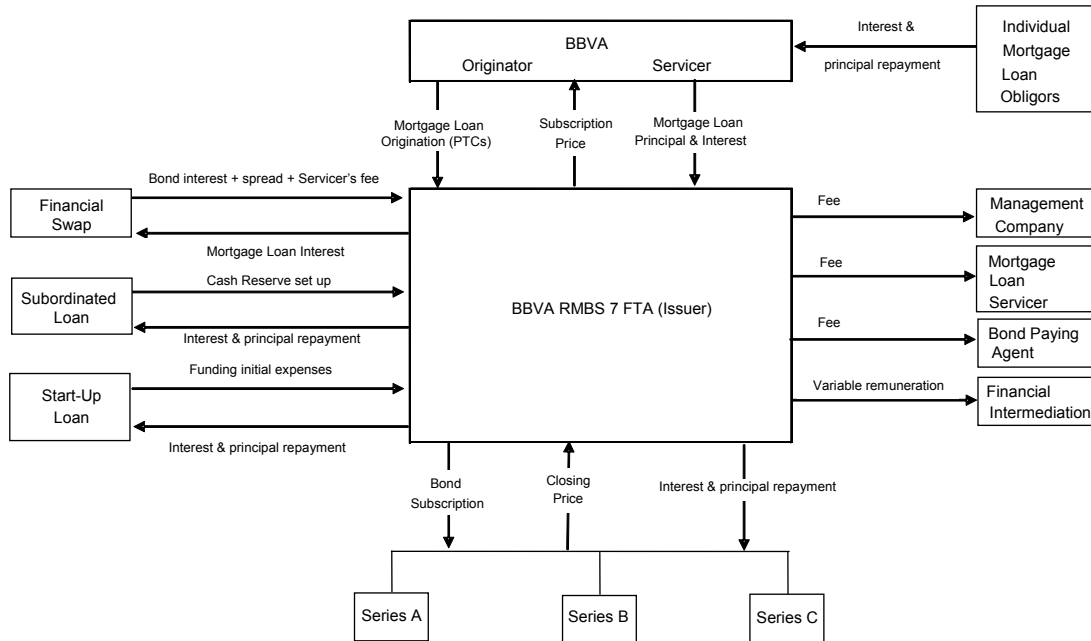 BBVA
Originator Servicer
Interest &
principal repayment
Individual
Mortgage
Loan
Obligors
Mortgage Loan
Origination (PTCs)
Subscription
Price
Mortgage Loan
Principal & Interest
Bond interest + spread + Servicer's fee
Financial
Swap
Mortgage Loan Interest
Cash Reserve set up
Subordinated
Loan
Interest & principal repayment
Funding initial expenses
Start-Up
Loan
Interest & principal repayment
BBVA RMBS 7 FTA (Issuer)
Fee
Management
Company
Fee
Mortgage
Loan
Servicer
Fee
Bond Paying
Agent
Variable remuneration
Financial
Intermediation
Bond
Subscription
Closing
Price
Interest & principal repayment
Series A
Series B
Series C